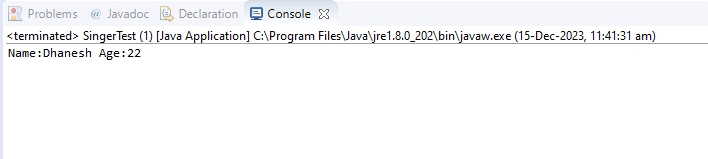 Problems @ Javadoc Declaration Console
<terminated> SingerTest (1) [Java Application] C:\Program Files\Java\jre1.8.0_202\bin\javaw.exe (15-Dec-2023, 11:41:31 am)
Name:Dhanesh Age:22